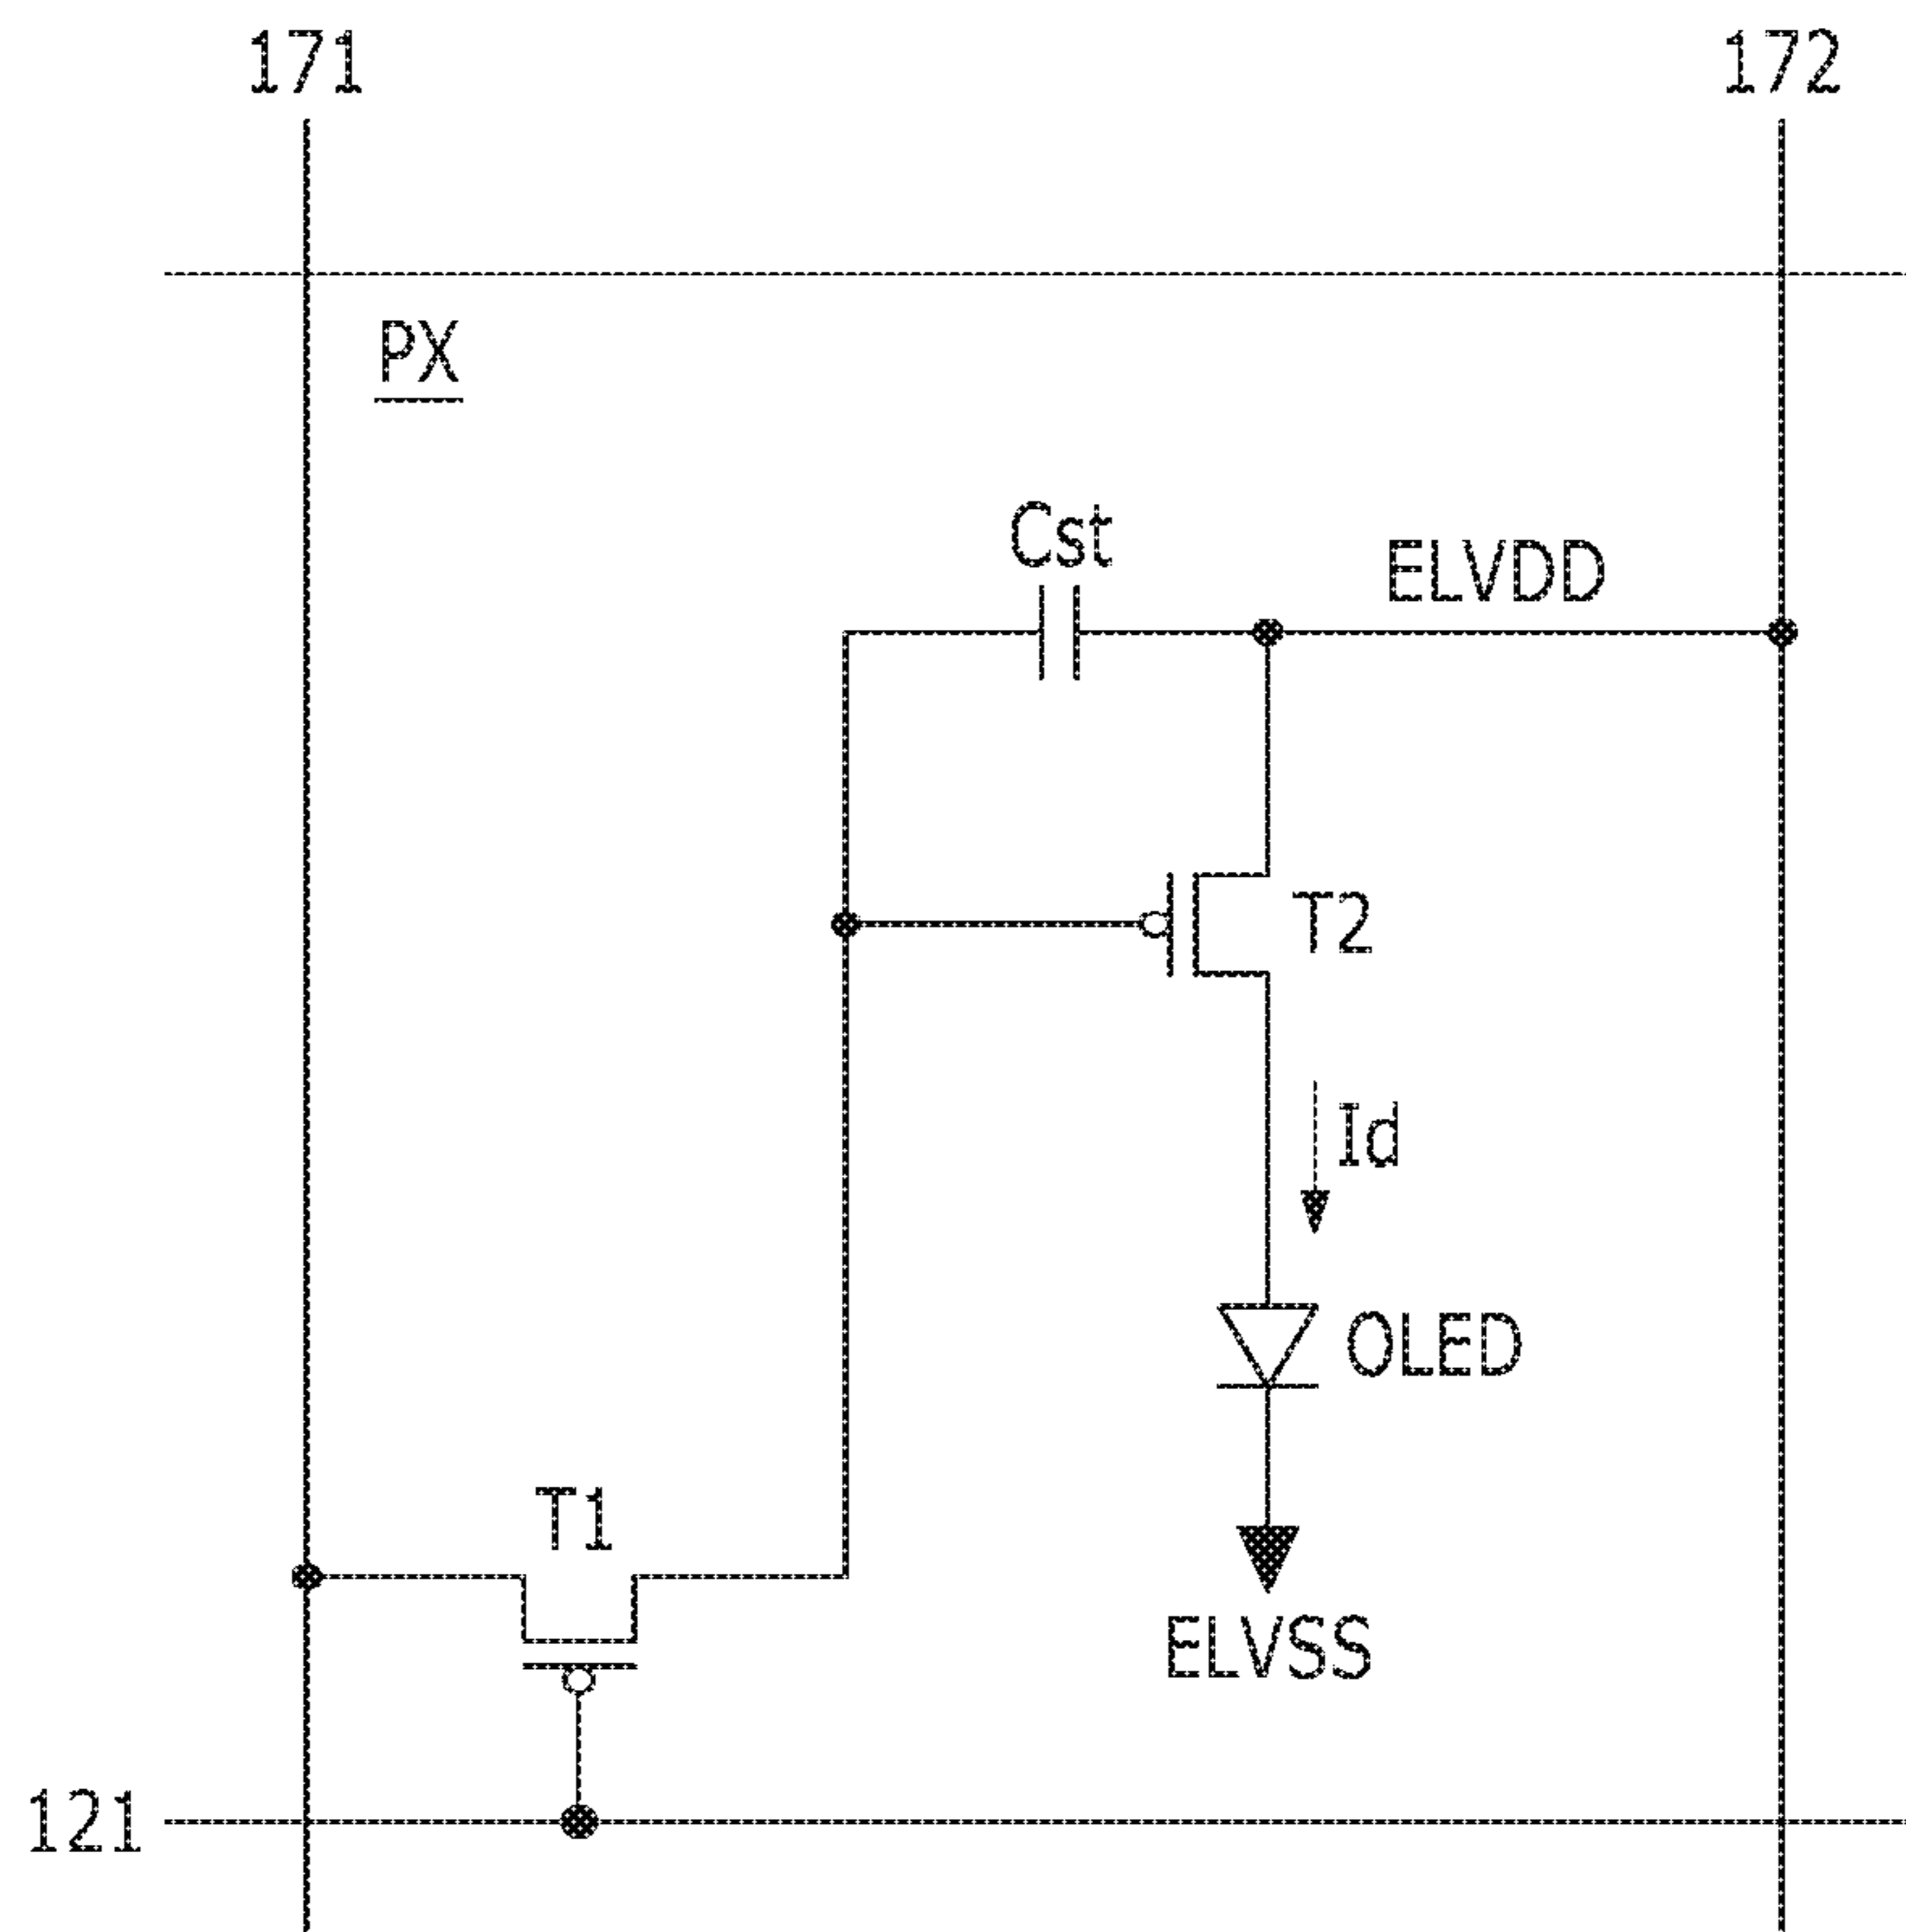 171
172
PX
Cst
ELVDD
T2
Id
OLED
T1
ELVSS
121